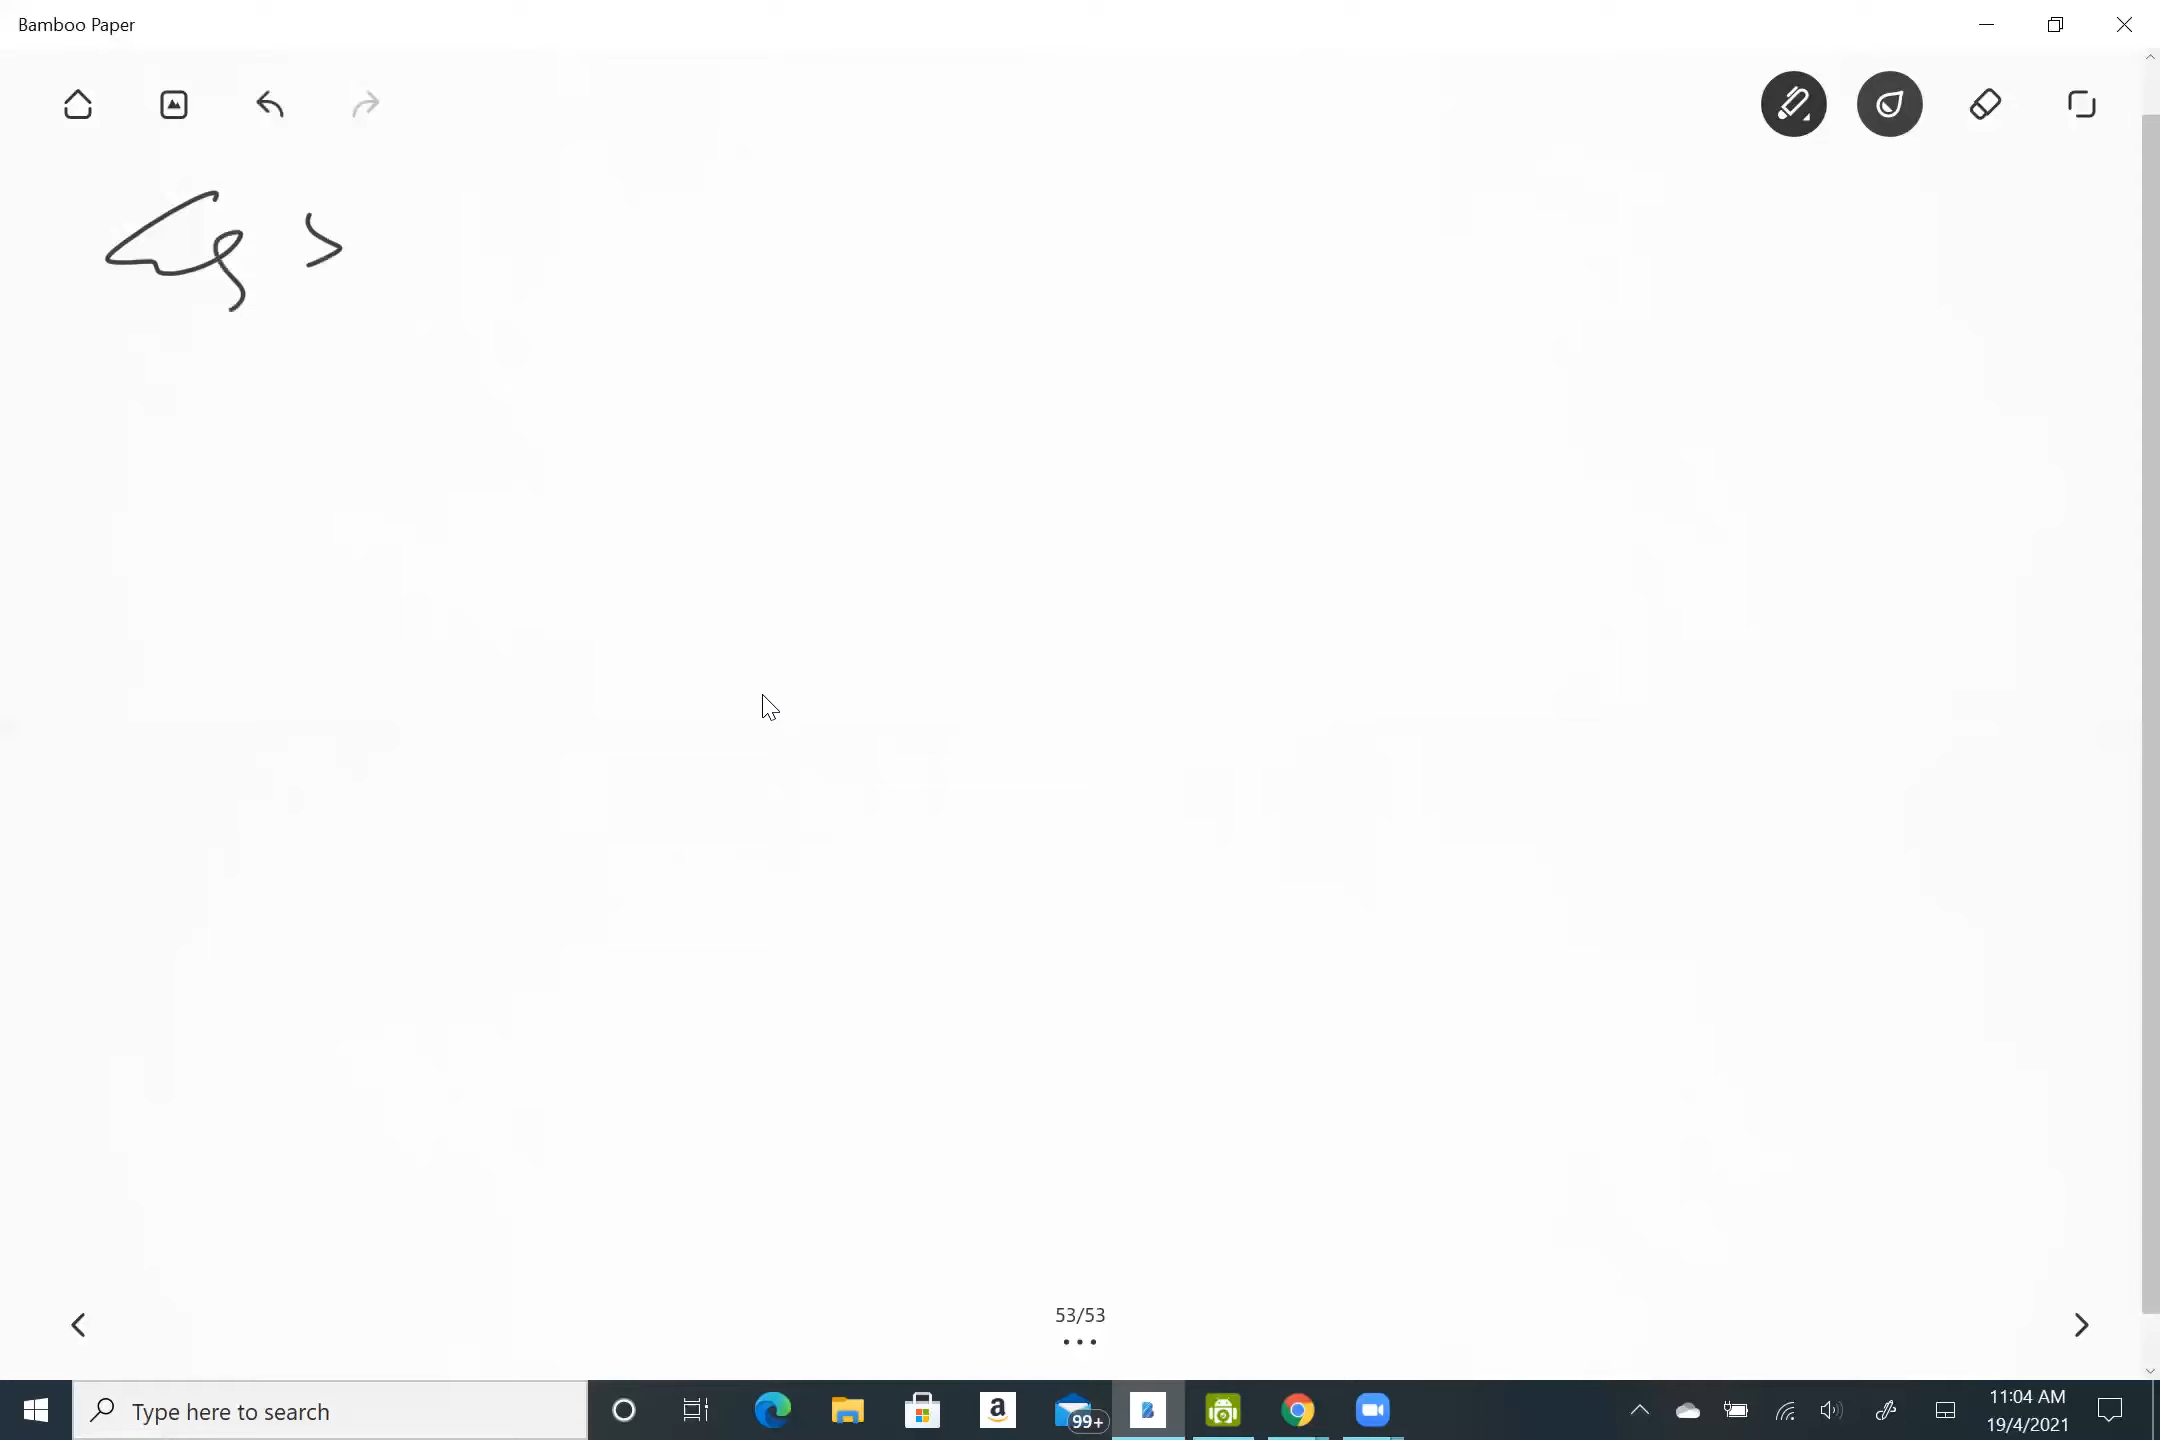 Bamboo Paper
53/53
Type here to search
99+
11:04 AM
19/4/2021